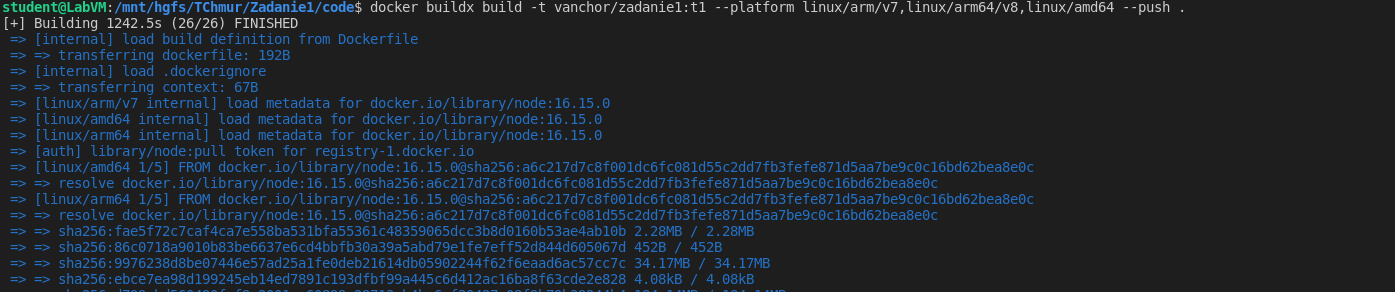 student@LabVM:/mnt/hgfs/TChmur/Zadanie1/code$ docker buildx build -t vanchor/zadanie1:t1 --platform linux/arm/v7,linux/arm64/v8,linux/amd64 --push .
[+] Building 1242.5s (26/26) FINISHED
=> [internal] load build definition from Dockerfile
=> => transferring dockerfile: 192B
=> [internal] load .dockerignore
=> => transferring context: 67B
=> [linux/arm/v7 internal] load metadata for docker.io/library/node:16.15.0
=> [linux/amd64 internal] load metadata for docker.io/library/node:16.15.0
=> [linux/arm64 internal] load metadata for docker.io/library/node:16.15.0
=> [auth] library/node:pull token for registry-1.docker.io
=> [linux/amd64 1/5] FROM docker.io/library/node:16.15.0@sha256:a6c217d7c8f001dc6fc081d55c2dd7fb3fefe871d5aa7be9c0c16bd62bea8e0c
=> => resolve docker.io/library/node:16.15.0@sha256:a6c217d7c8f001dc6fc081d55c2dd7fb3fefe871d5aa7be9c0c16bd62bea8e0c
=> [linux/arm64 1/5] FROM docker.io/library/node:16.15.0@sha256:a6c217d7c8f001dc6fc081d55c2dd7fb3fefe871d5aa7be9c0c16bd62bea8e0c
=> => resolve docker.io/library/node:16.15.0@sha256:a6c217d7c8f001dc6fc081d55c2dd7fb3fefe871d5aa7be9c0c16bd62bea8e0c
=> => sha256:fae5f72c7caf4ca7e558ba531bfa55361c48359065dcc3b8d0160b53ae4ab10b 2.28MB / 2.28MB
=> => sha256:86c0718a9010b83be6637e6cd4bbfb30a39a5abd79e1fe7eff52d844d605067d 452B / 452B
=> => sha256:9976238d8be07446e57ad25a1fe0deb21614db05902244f62f6eaad6ac57cc7c 34.17MB / 34.17MB
=> => sha256:ebce7ea98d199245eb14ed7891c193dfbf99a445c6d412ac16ba8f63cde2e828 4.08kB / 4.08kB